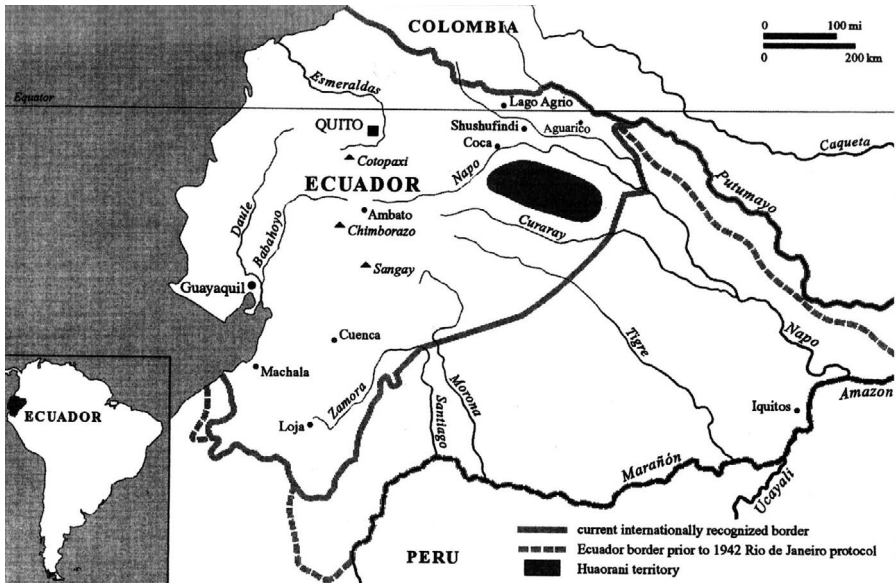 COLOMBIA
0 100 mi
0 200 km
Esmeraldas
Equator
Lago Agrio
QUITO
Shushufindi
Aguarico
Coca
Caqueta
Cotopaxi
Napo
Putumayo
ECUADOR
Daule
Babahoyo
Ambato
Chimborazo
Curaray
Sangay
Guayaquil
Napo
Tigre
Cuenca
Machala
Zamora
Morona
Santiago
Amazon
Iquitos
ECUADOR
Loja
Marañón
Ucayali
PERU
current internationally recognized border
Ecuador border prior to 1942 Rio de Janeiro protocol
Huaorani territory